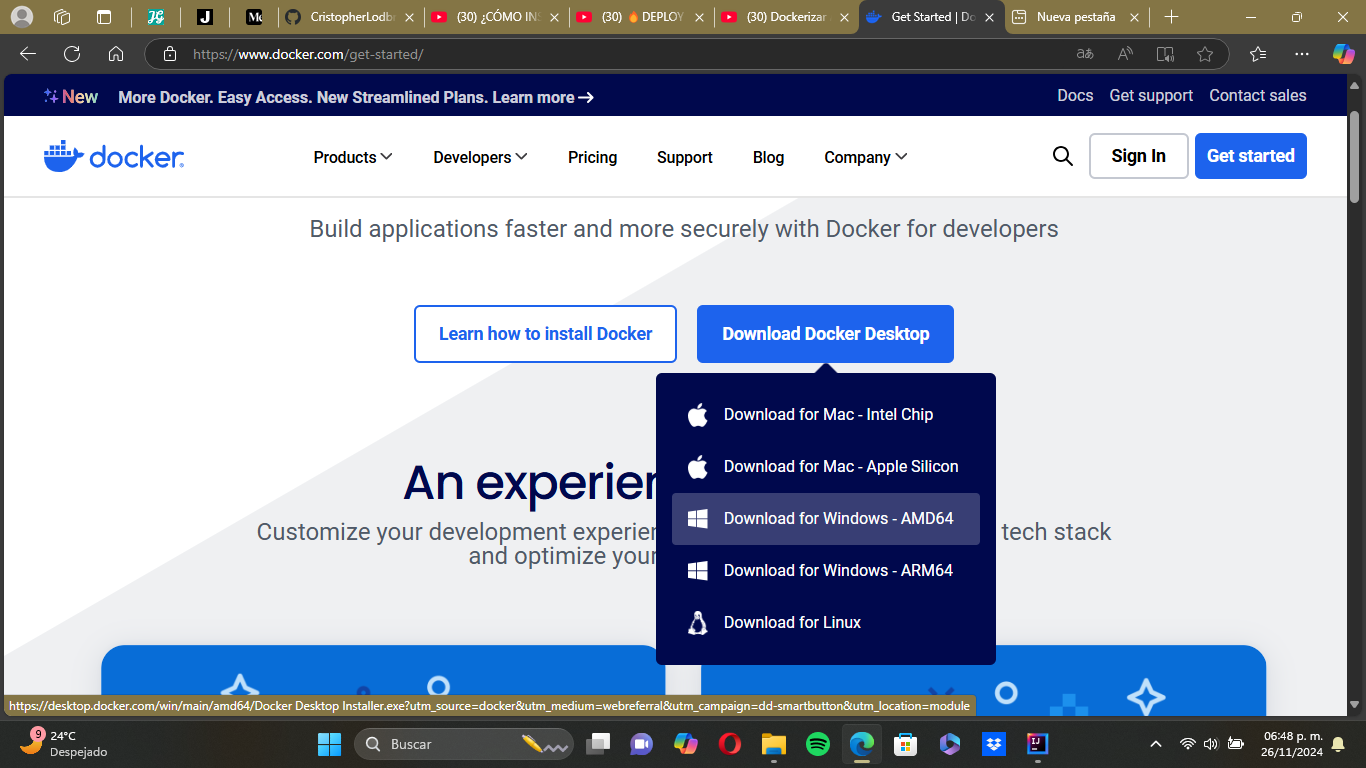 CristopherLodbr
(30) ¿CÓMO INS
(30) 🔥DEPLOY
(30) Dockerizar
Get Started | Do
Nueva pestaña
https://www.docker.com/get-started/
New More Docker. Easy Access. New Streamlined Plans. Learn more →
Docs Get support Contact sales
docker
Products Developers Pricing Support Blog Company
Sign In
Get started
Build applications faster and more securely with Docker for developers
Learn how to install Docker
Download Docker Desktop
Download for Mac - Intel Chip
Download for Mac - Apple Silicon
An experien
Download for Windows - AMD64
Customize your development experien tech stack
and optimize your
Download for Windows - ARM64
Download for Linux
https://desktop.docker.com/win/main/amd64/Docker Desktop Installer.exe?utm_source=docker&utm_medium=webreferral&utm_campaign=dd-smartbutton&utm_location=module
9
24°C
Despejado
Buscar
06:48 p. m.
26/11/2024